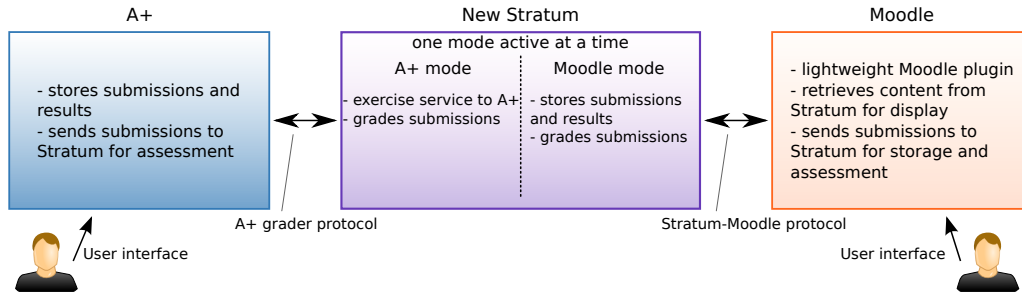 A+
New Stratum
Moodle
- stores submissions and
results
- sends submissions to
Stratum for assessment
one mode active at a time
A+ mode
- exercise service to A+
- grades submissions
Moodle mode
- stores submissions
and results
- grades submissions
- lightweight Moodle plugin
- retrieves content from
Stratum for display
- sends submissions to
Stratum for storage and
assessment
A+ grader protocol
Stratum-Moodle protocol
User interface
User interface